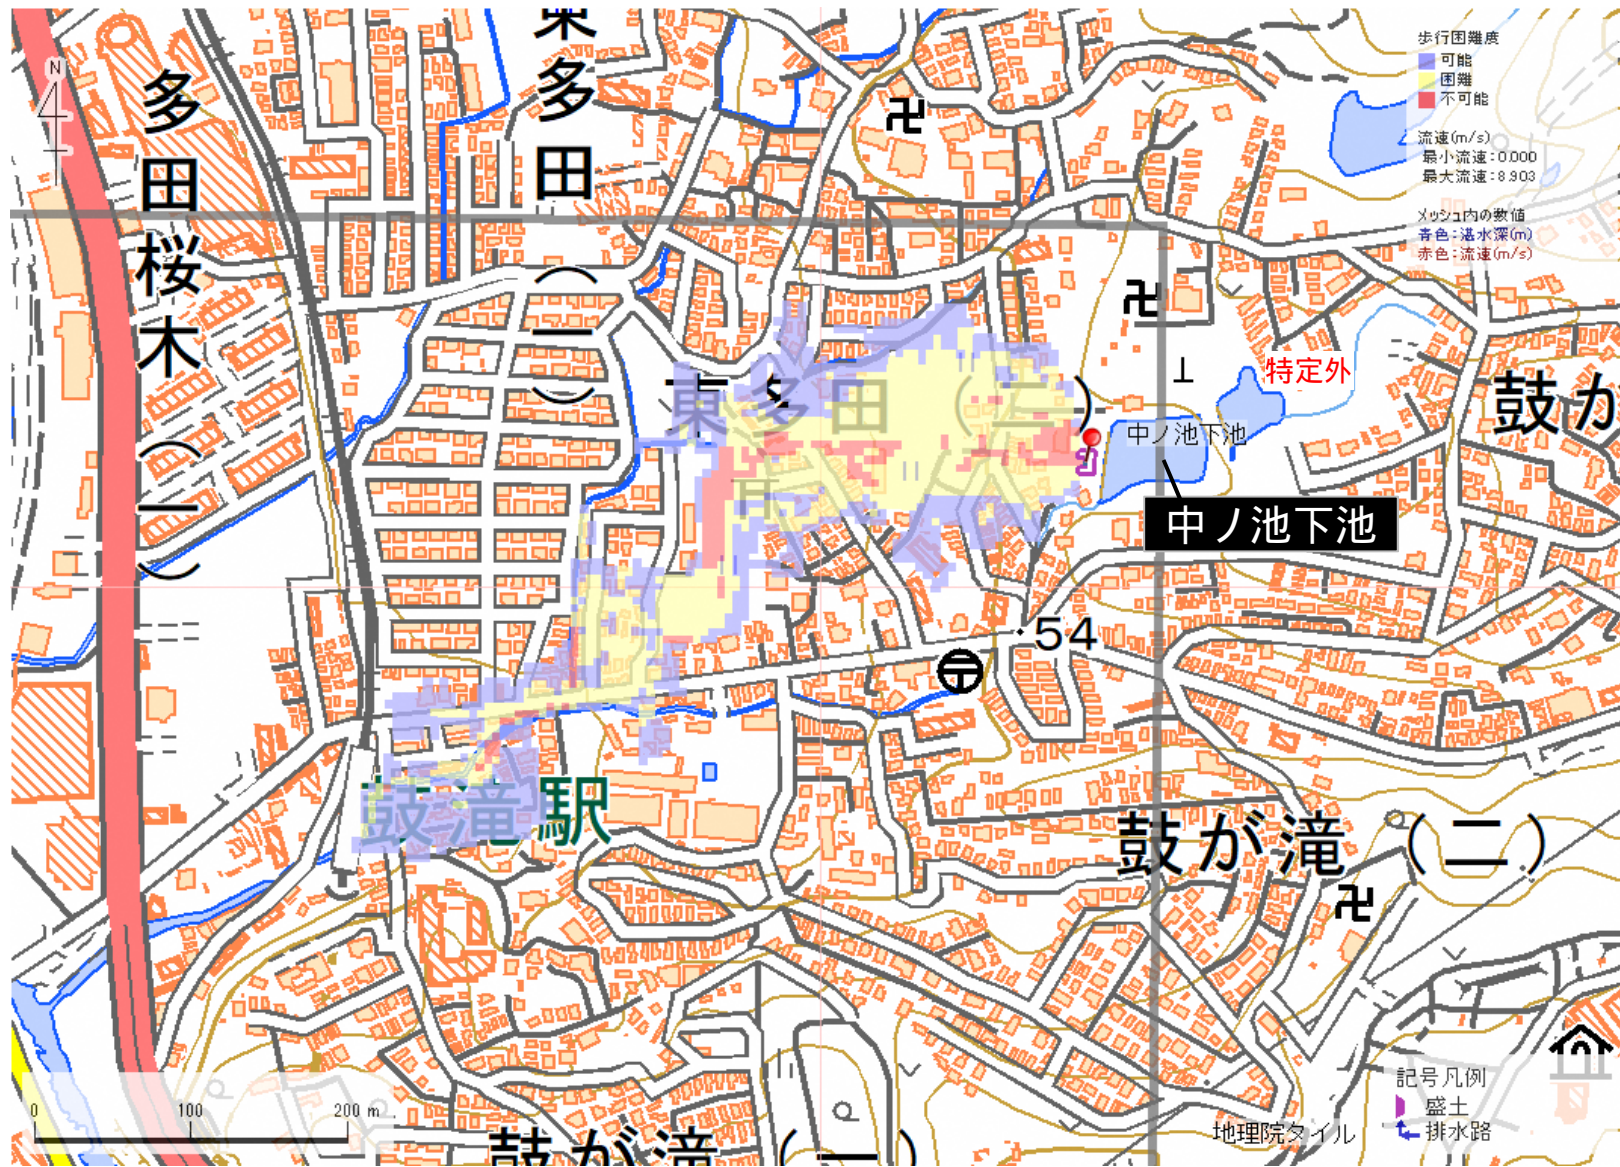 歩行困難度
可能
困難
不可能
流速(m/s)
最小流速:0.000
最大流速:8.903
メッシュ内の数値
青色:湛水深(m)
赤色:流速(m/s)
N
多田桜木(一)
東多田(一)
東多田(二)
特定外
中ノ池下池
中ノ池下池
鼓が
54
鼓滝駅
鼓が滝(二)
鼓が滝(一)
0 100 200 m
記号凡例
盛土
排水路
地理院タイル